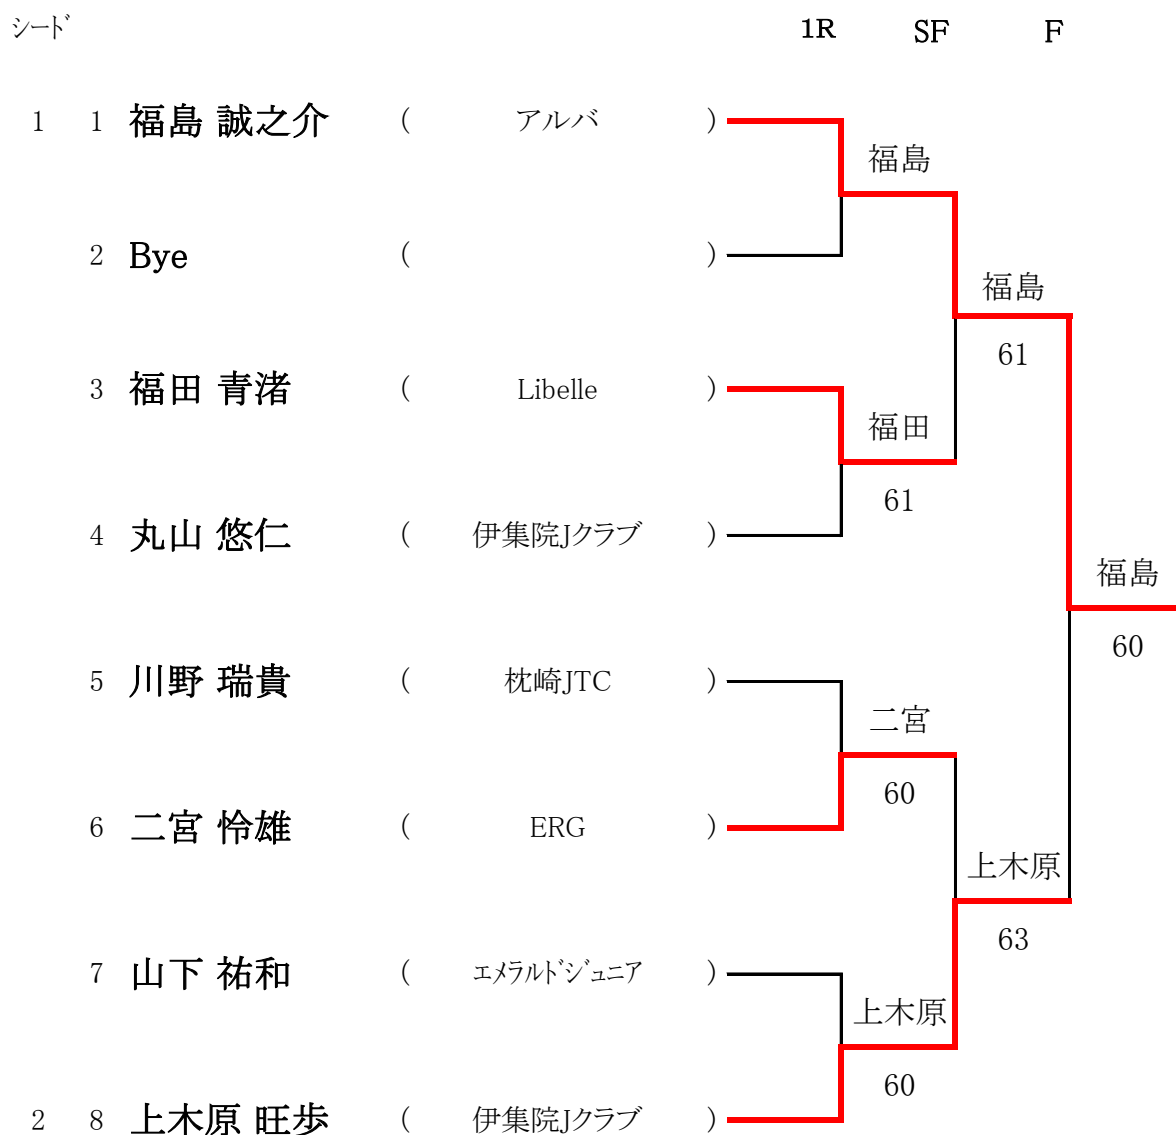 シード 1R SF F
1 1 福島 誠之介 ( アルバ )
福島
2 Bye ( )
福島
61
3 福田 青渚 ( Libelle )
福田
61
4 丸山 悠仁 ( 伊集院Jクラブ )
福島
60
5 川野 瑞貴 ( 枕崎JTC )
二宮
60
6 二宮 怜雄 ( ERG )
上木原
63
7 山下 祐和 ( エメラルドジュニア )
上木原
60
2 8 上木原 旺歩 ( 伊集院Jクラブ )